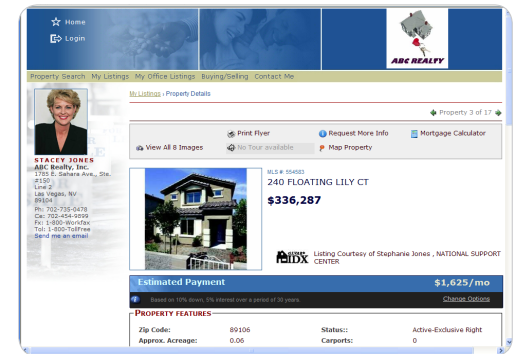 Home
Login
ABC REALTY
Property Search My Listings My Office Listings Buying/Selling Contact Me
My Listings › Property Details
Property 3 of 17
Print Flyer
Request More Info
Mortgage Calculator
View All 8 Images
No Tour available
Map Property
STACEY JONES
ABC Realty, Inc.
1785 E. Sahara Ave., Ste.
#150
Line 2
Las Vegas, NV
89104
Ph: 702-735-0478
Ce: 702-454-9899
Fx: 1-800-Workfax
Tol: 1-800-TollFree
Send me an email
MLS #: 554583
240 FLOATING LILY CT
$336,287
IDX
Listing Courtesy of Stephanie Jones , NATIONAL SUPPORT
CENTER
Estimated Payment $1,625/mo
Based on 10% down, 5% interest over a period of 30 years. Change Options
PROPERTY FEATURES
Zip Code: 89106 Status:: Active-Exclusive Right
Approx. Acreage: 0.06 Carports: 0